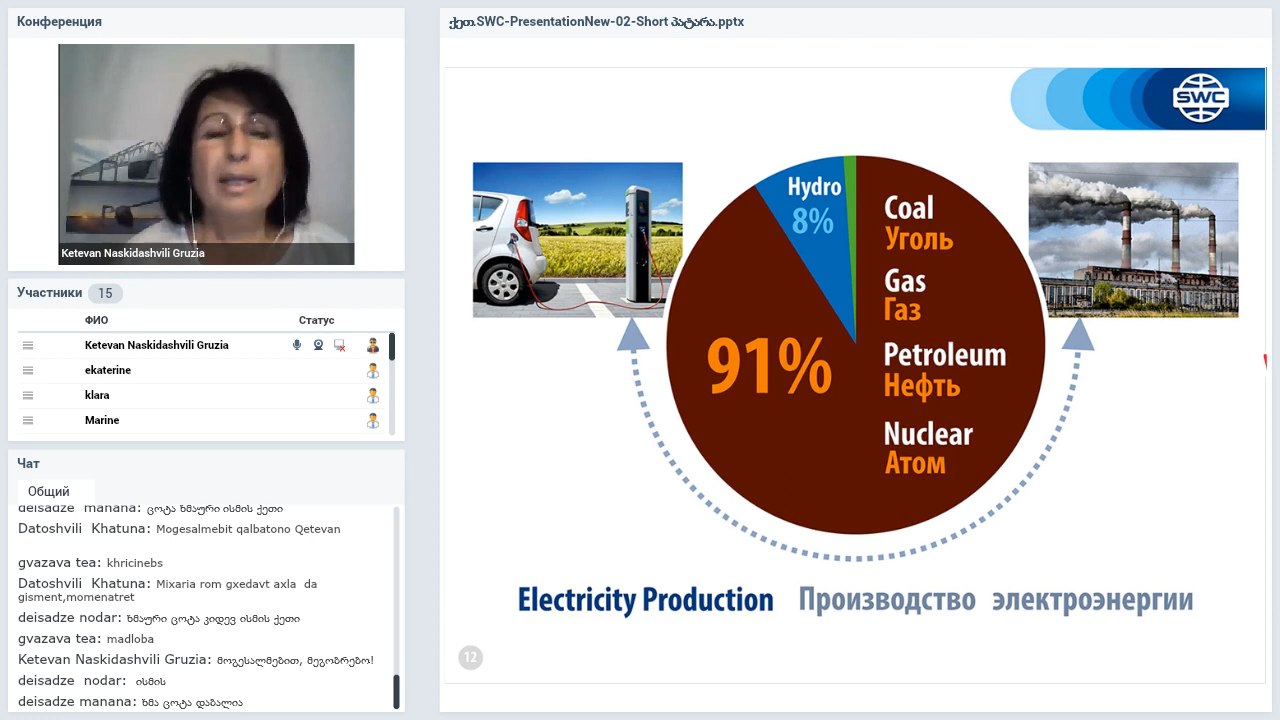 Конференция
Ketevan Naskidashvili Gruzia
Участники 15
ФИО Статус
Ketevan Naskidashvili Gruzia
ekaterine
klara
Marine
Чат
Общий
deisadze manana: ცოტა ხმაური ისმის ქეთი
Datoshvili Khatuna: Mogesalmebit qalbatono Qetevan
gvazava tea: khricinebs
Datoshvili Khatuna: Mixaria rom gxedavt axla da
gisment,momenatret
deisadze nodar: ხმაური ცოტა კიდევ ისმის ქეთი
gvazava tea: madloba
Ketevan Naskidashvili Gruzia: მოგესალმებით, მეგობრებო!
deisadze nodar: ისმის
deisadze manana: ხმა ცოტა დაბალია
ქეთ.SWC-PresentationNew-02-Short პატარა.pptx
SWC
Hydro
8%
Coal
Уголь
Gas
Газ
91%
Petroleum
Нефть
Nuclear
Атом
Electricity Production Производство электроэнергии
12